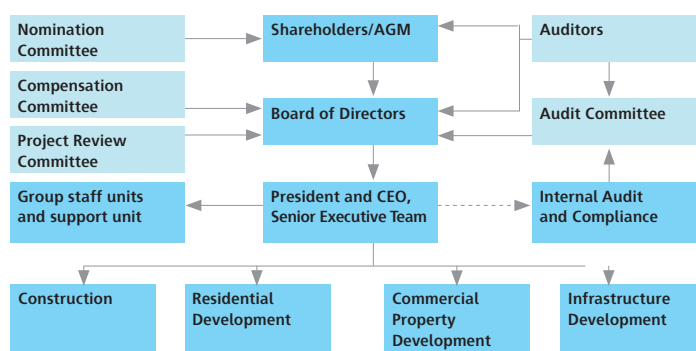 Nomination
Committee
Shareholders/AGM
Auditors
Compensation
Committee
Board of Directors
Audit Committee
Project Review
Committee
Group staff units
and support unit
President and CEO,
Senior Executive Team
Internal Audit
and Compliance
Construction
Residential
Development
Commercial
Property
Development
Infrastructure
Development